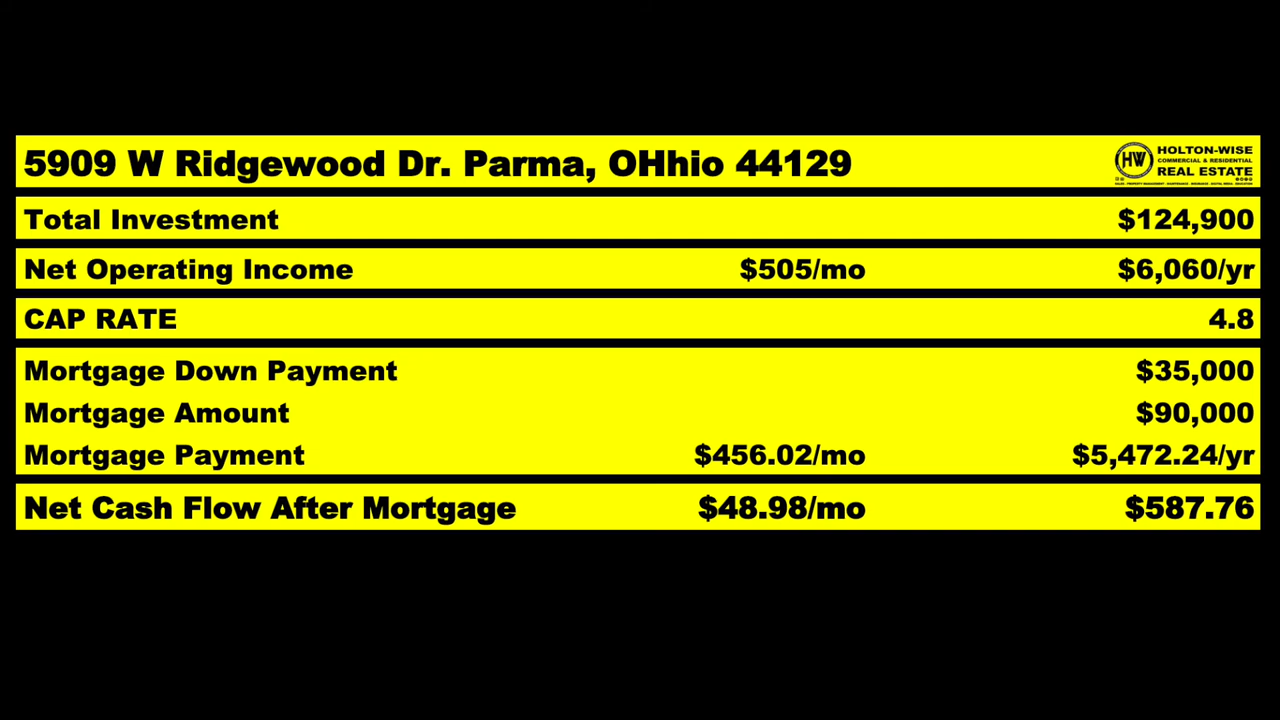 5909 W Ridgewood Dr. Parma, OHhio 44129
HW
HOLTON-WISE
COMMERCIAL & RESIDENTIAL
REAL ESTATE
Total Investment $124,900
Net Operating Income $505/mo $6,060/yr
CAP RATE 4.8
Mortgage Down Payment $35,000
Mortgage Amount $90,000
Mortgage Payment $456.02/mo $5,472.24/yr
Net Cash Flow After Mortgage $48.98/mo $587.76